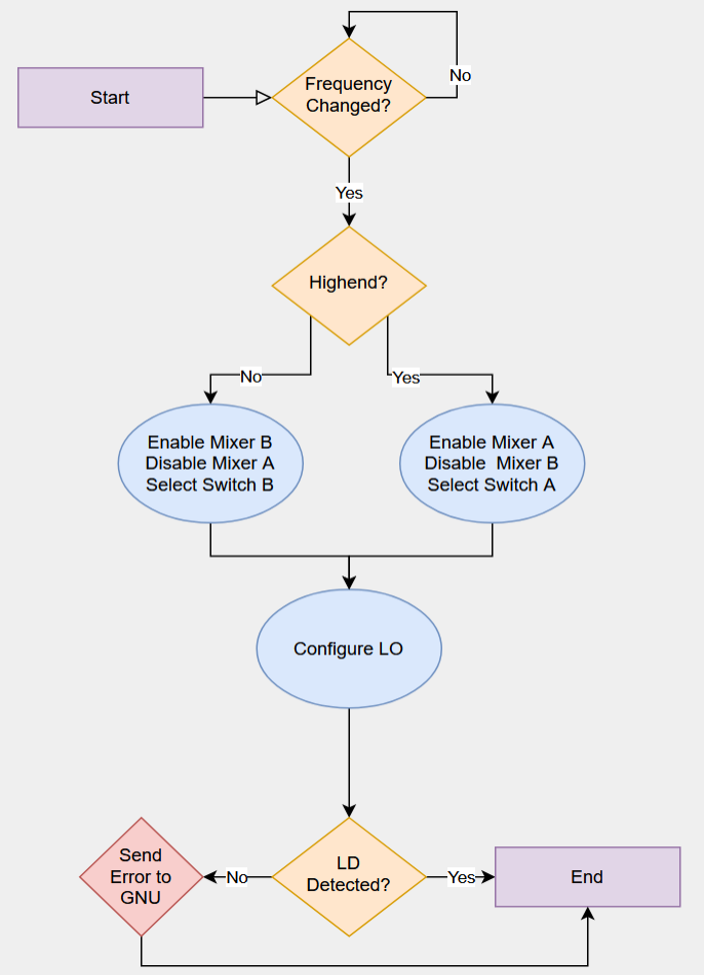 Start
Frequency
Changed?
No
Yes
Highend?
No
Yes
Enable Mixer B
Disable Mixer A
Select Switch B
Enable Mixer A
Disable  Mixer B
Select Switch A
Configure LO
Send
Error to
GNU
No
LD
Detected?
Yes
End